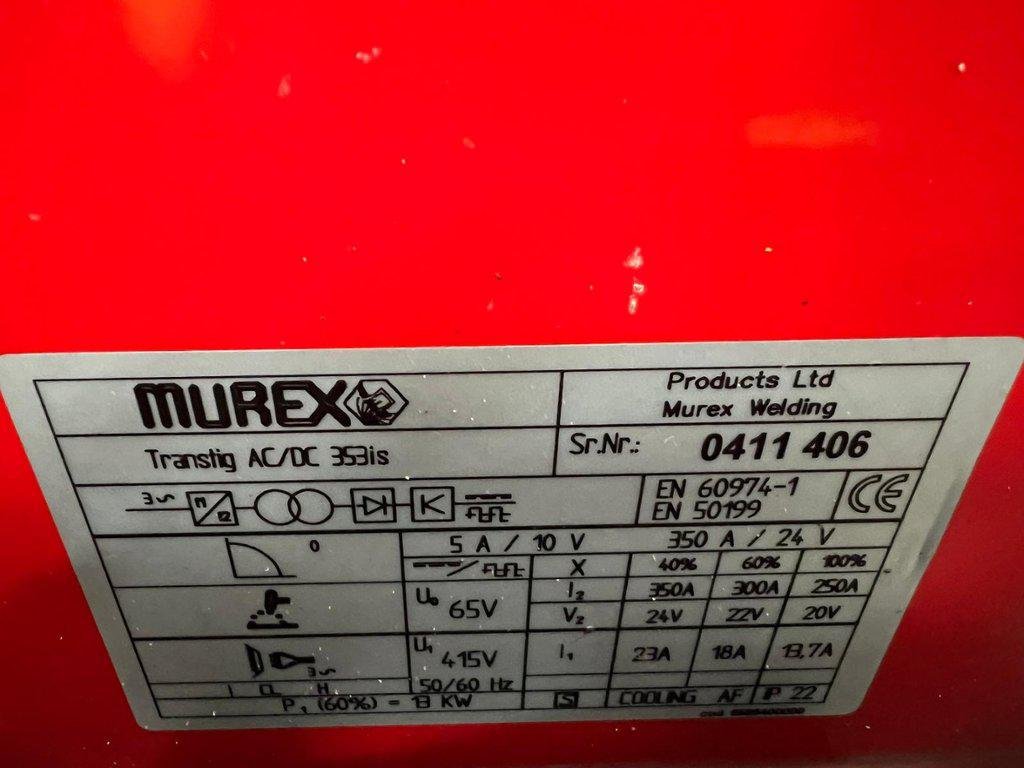 MUREX
Products Ltd
Murex Welding
Transtig AC/DC 353is
Sr.Nr.: 0411 406
3~
EN 60974-1
EN 50199
CE
0
5 A / 10 V 350 A / 24 V
X 40% 60% 100%
U₀ 65V
I₂ 350A 300A 250A
V₂ 24V 22V 20V
3~
U₁ 415V
50/60 Hz
I₁ 23A 18A 13,7A
I CL. H
P₁ (60%) = 13 KW
S
COOLING AF
IP 22